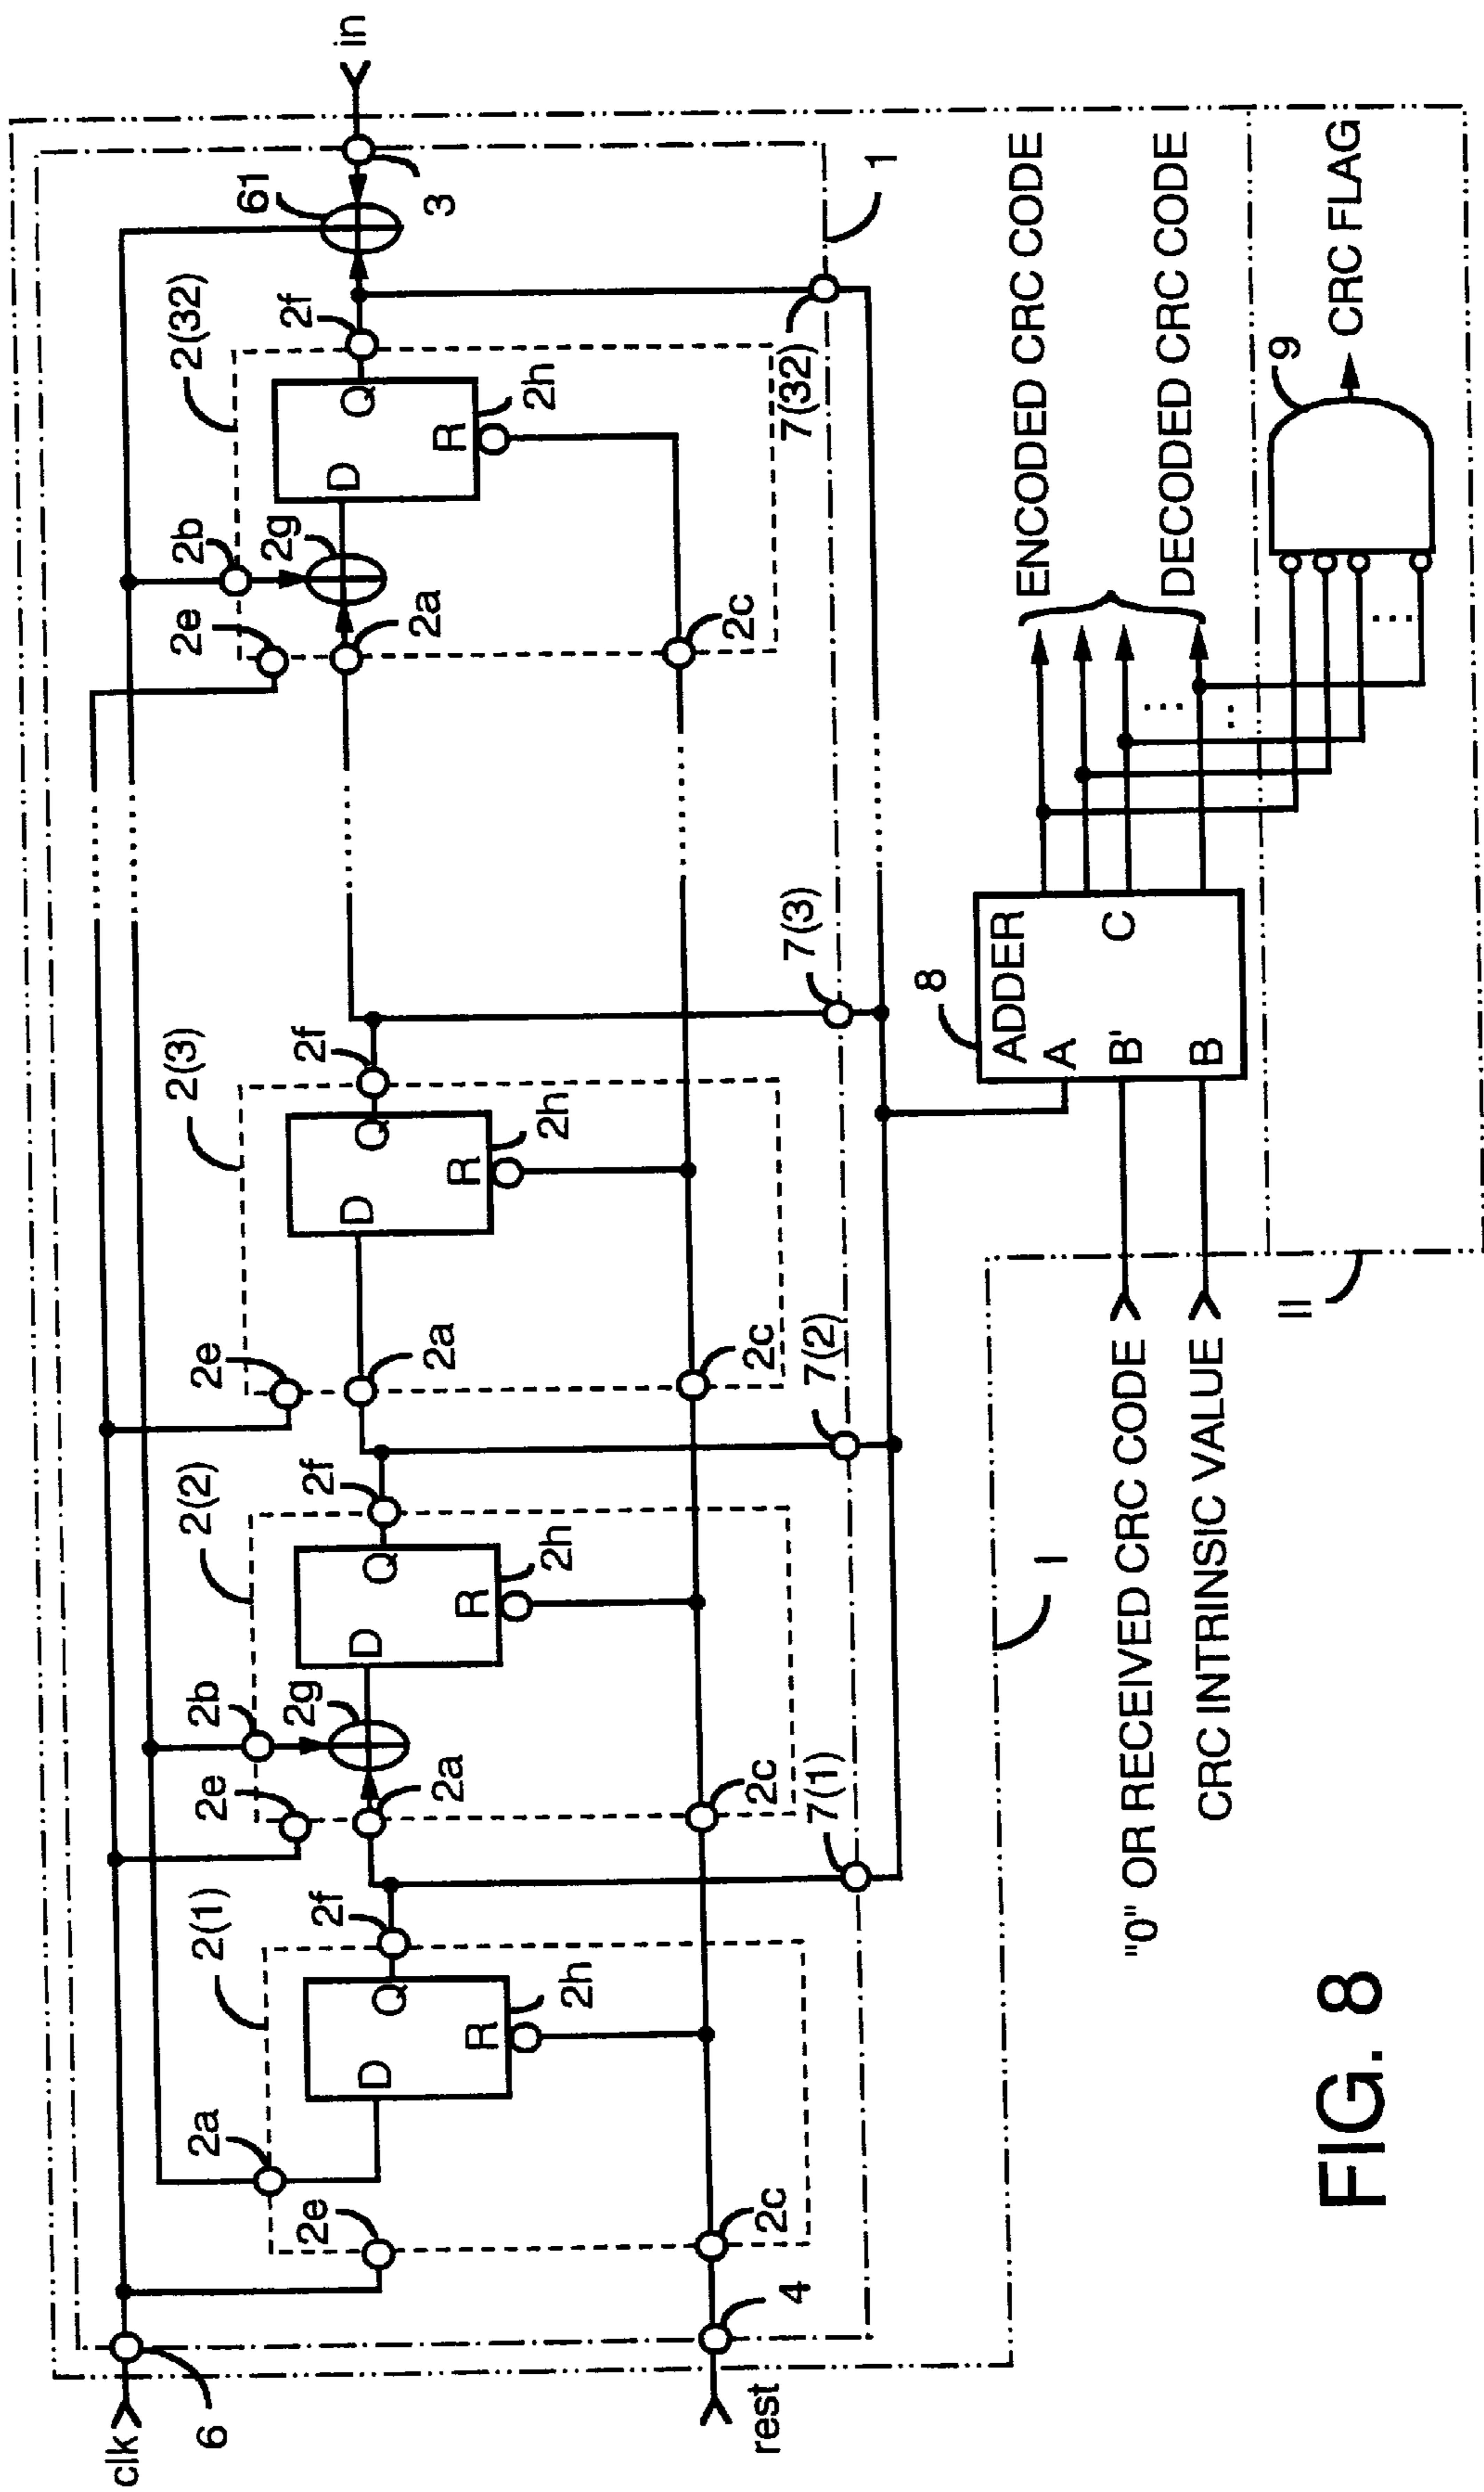 clk
6
2e
2a
2(1)
D
Q
R
2h
2f
2c
4
rest
7(1)
2e
2b
2(2)
2g
2a
D
Q
R
2h
2f
2c
7(2)
2e
2(3)
2a
D
Q
R
2h
2f
2c
7(3)
2e
2b
2(32)
2g
2a
D
Q
R
2h
2f
2c
7(32)
61
3
in
1
I
"0" OR RECEIVED CRC CODE
CRC INTRINSIC VALUE
8
ADDER
A
B'
B
C
ENCODED CRC CODE
DECODED CRC CODE
II
9
CRC FLAG
FIG. 8